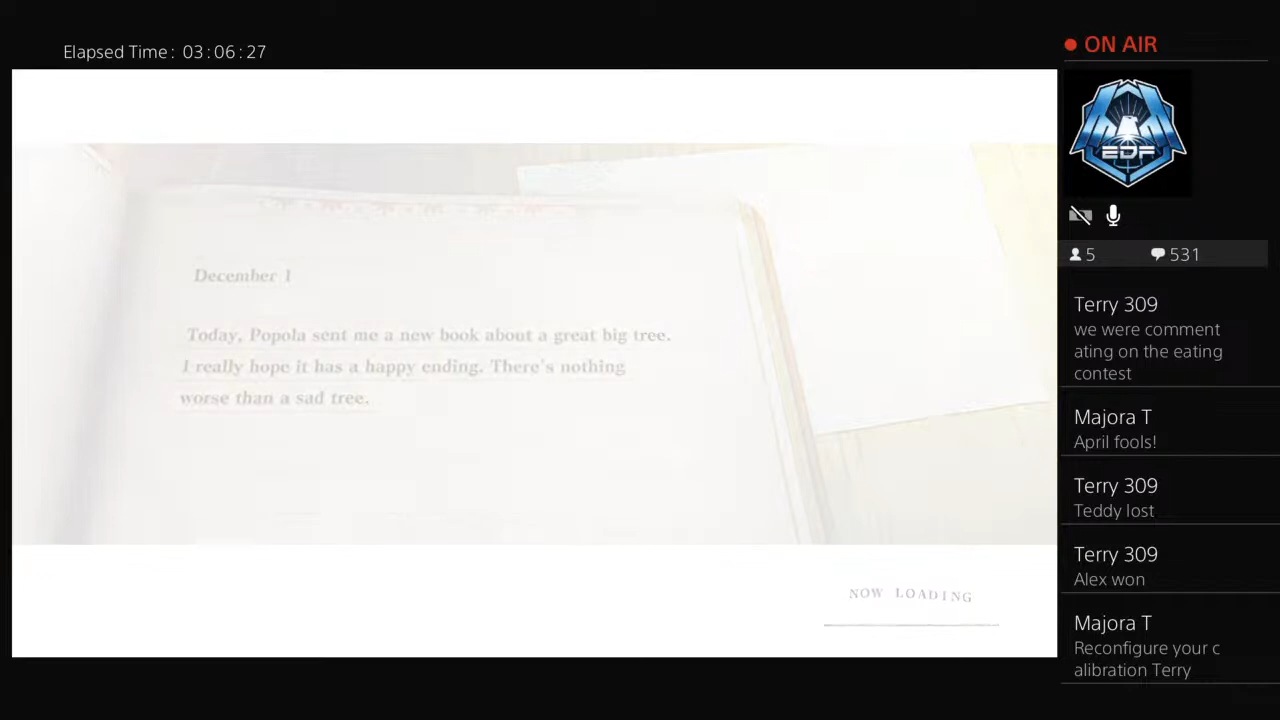 Elapsed Time: 03:06:27
ON AIR
EDF
5
531
December 1
Today, Popola sent me a new book about a great big tree.
I really hope it has a happy ending. There's nothing
worse than a sad tree.
NOW LOADING
Terry 309
we were comment
ating on the eating
contest
Majora T
April fools!
Terry 309
Teddy lost
Terry 309
Alex won
Majora T
Reconfigure your c
alibration Terry